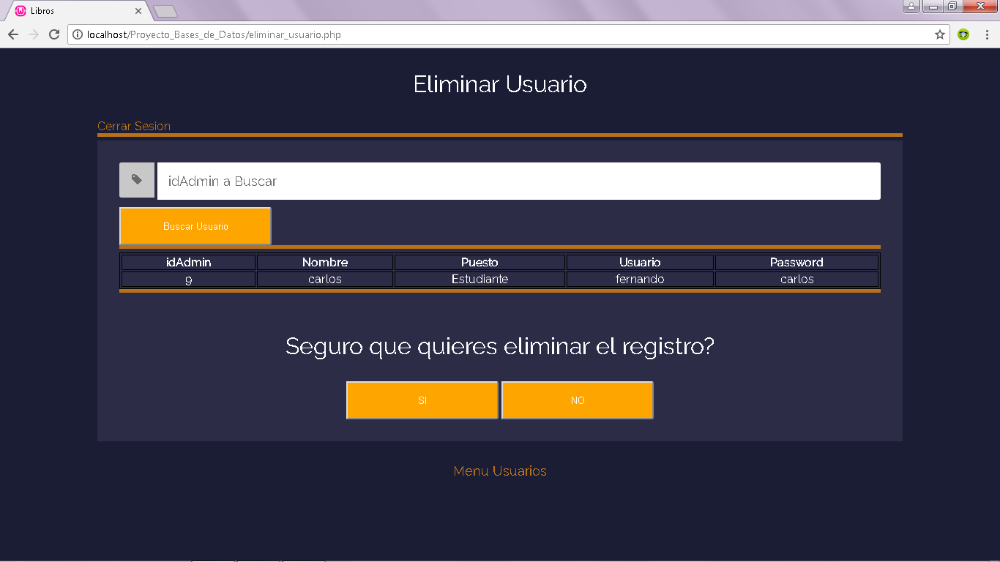 Libros
localhost/Proyecto_Bases_de_Datos/eliminar_usuario.php
Eliminar Usuario
Cerrar Sesion
idAdmin a Buscar
Buscar Usuario
idAdmin Nombre Puesto Usuario Password
9 carlos Estudiante fernando carlos
Seguro que quieres eliminar el registro?
SI NO
Menu Usuarios